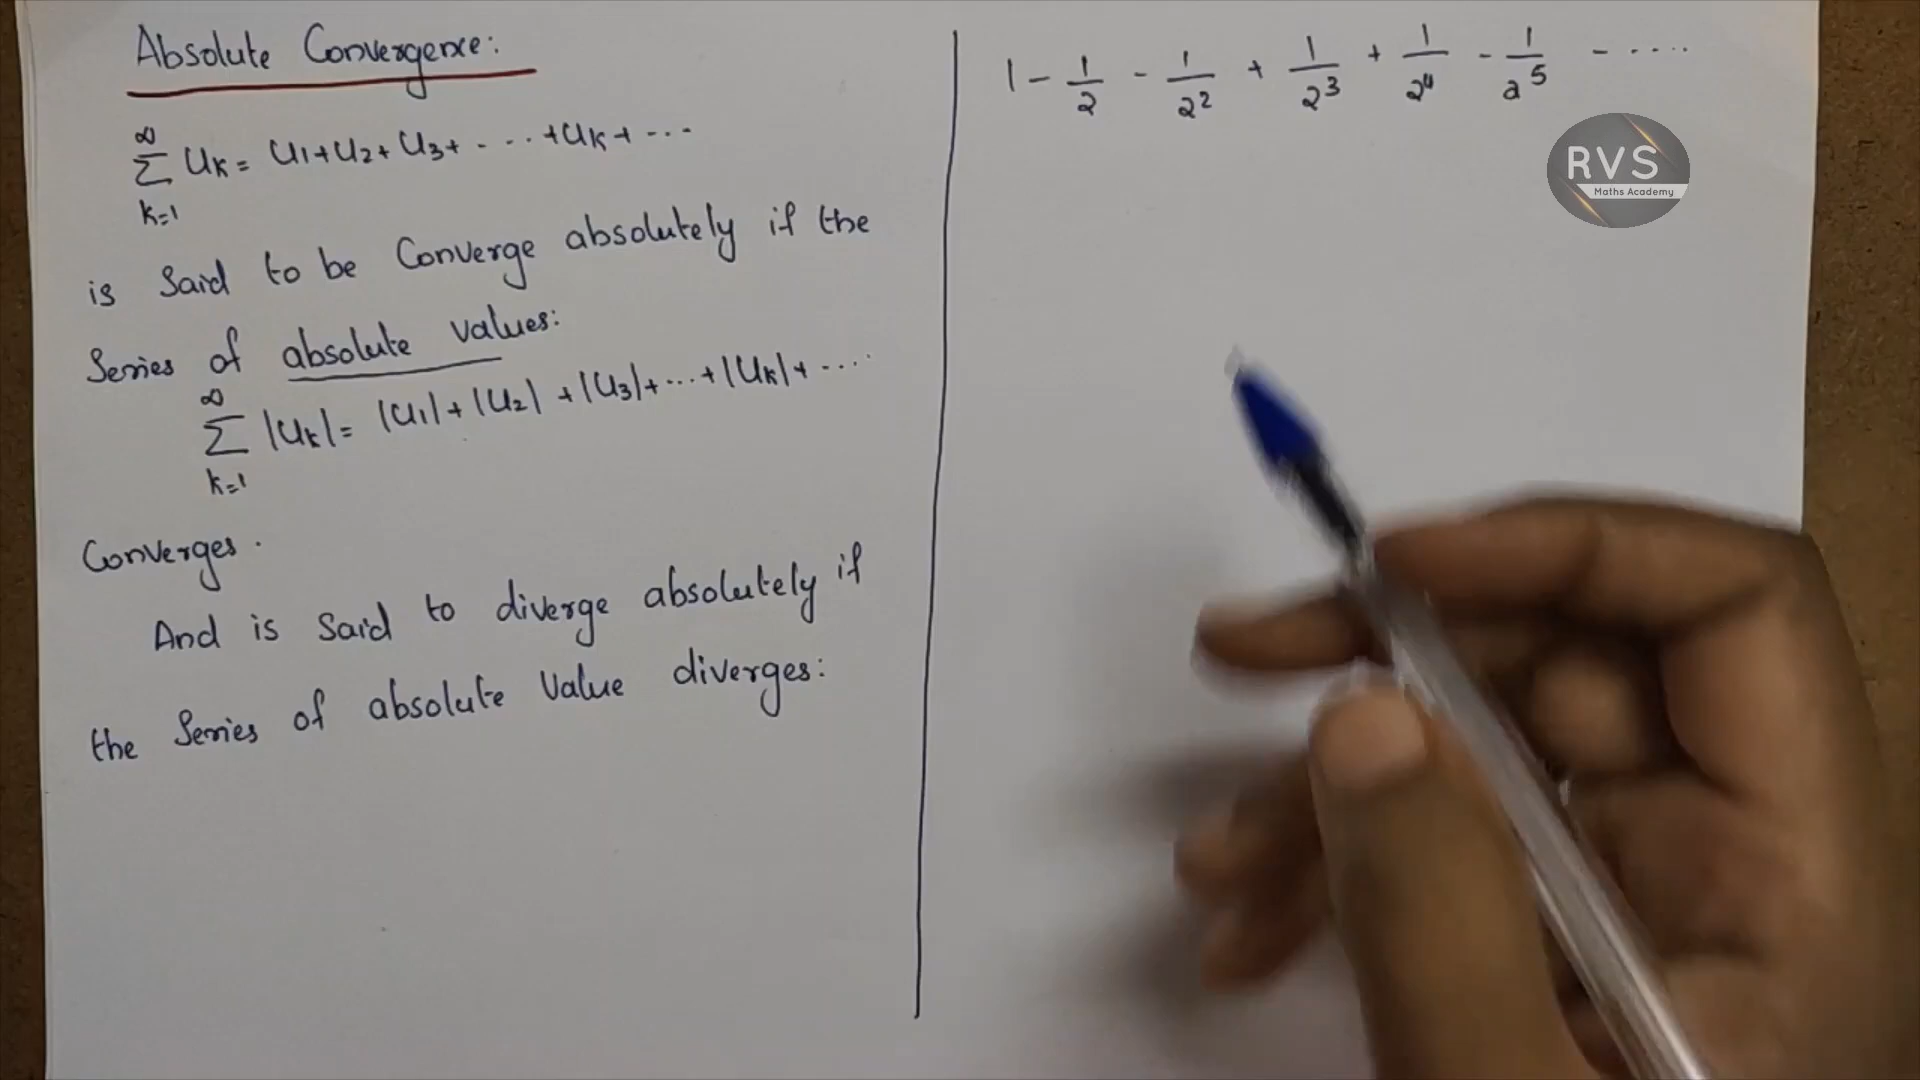 Absolute Convergence:
∞
∑ Uk = U1+U2+U3+ - ... +Uk+ ...
k=1
is Said to be Converge absolutely if the
Series of absolute values:
∞
∑ |Uk| = |U1|+|U2|+|U3|+...+|Uk|+ ....
k=1
Converges.
And is Said to diverge absolutely if
the Series of absolute Value diverges:
1 - 1/2 - 1/2² + 1/2³ + 1/2⁴ - 1/2⁵ - ....
RVS
Maths Academy